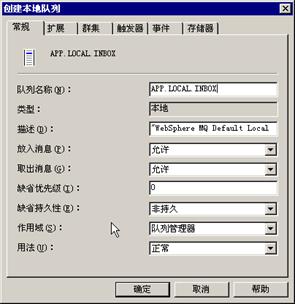 创建本地队列
常规 扩展 群集 触发器 事件 存储器
APP.LOCAL.INBOX
队列名称(N)： APP.LOCAL.INBOX
类型： 本地
描述(D)： "WebSphere MQ Default Local
放入消息(P)： 允许
取出消息(G)： 允许
缺省优先级(I)： 0
缺省持久性(E)： 非持久
作用域(S)： 队列管理器
用法(U)： 正常
确定 取消 帮助